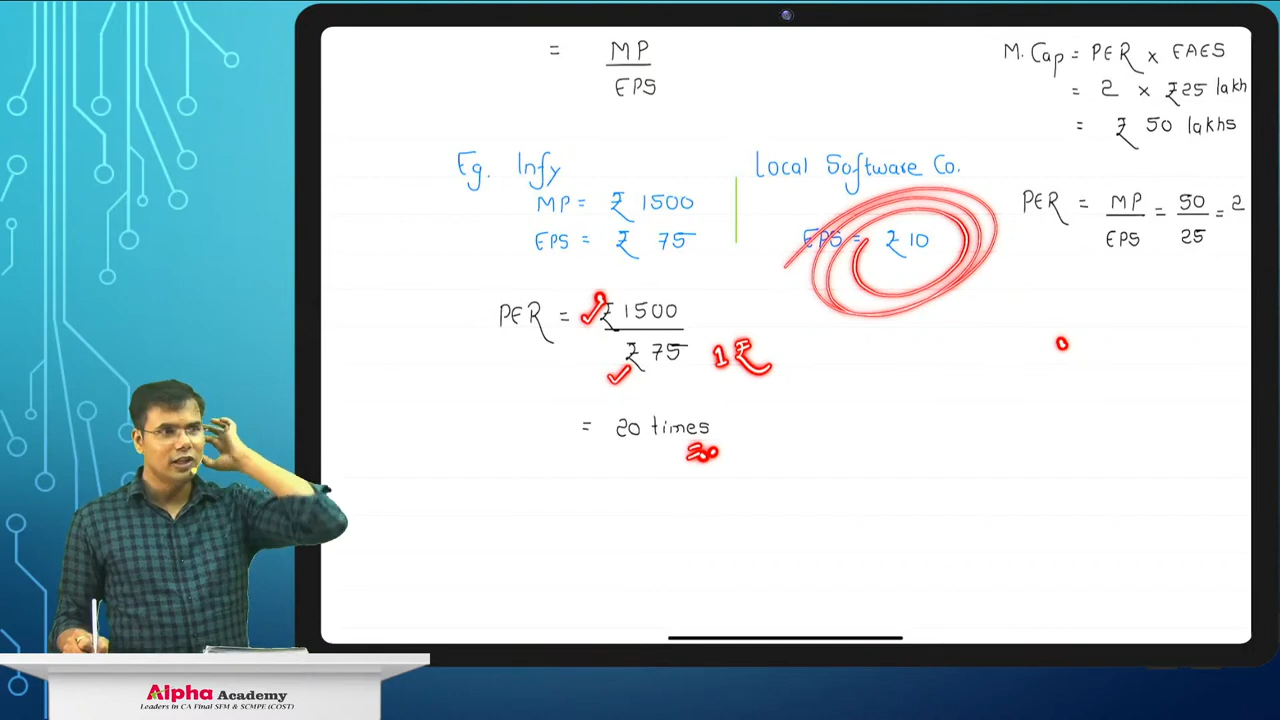 = MP
EPS
M. Cap = PER x EAES
= 2 x ₹25 lakh
= ₹ 50 lakhs
Eg. Infy
MP = ₹ 1500
EPS = ₹ 75
Local Software Co.
EPS = ₹ 10
PER = MP = 50 = 2
EPS 25
PER = ₹ 1500
₹ 75 1₹
= 20 times
Alpha Academy
Leaders in CA Final SFM & SCMPE (COST)